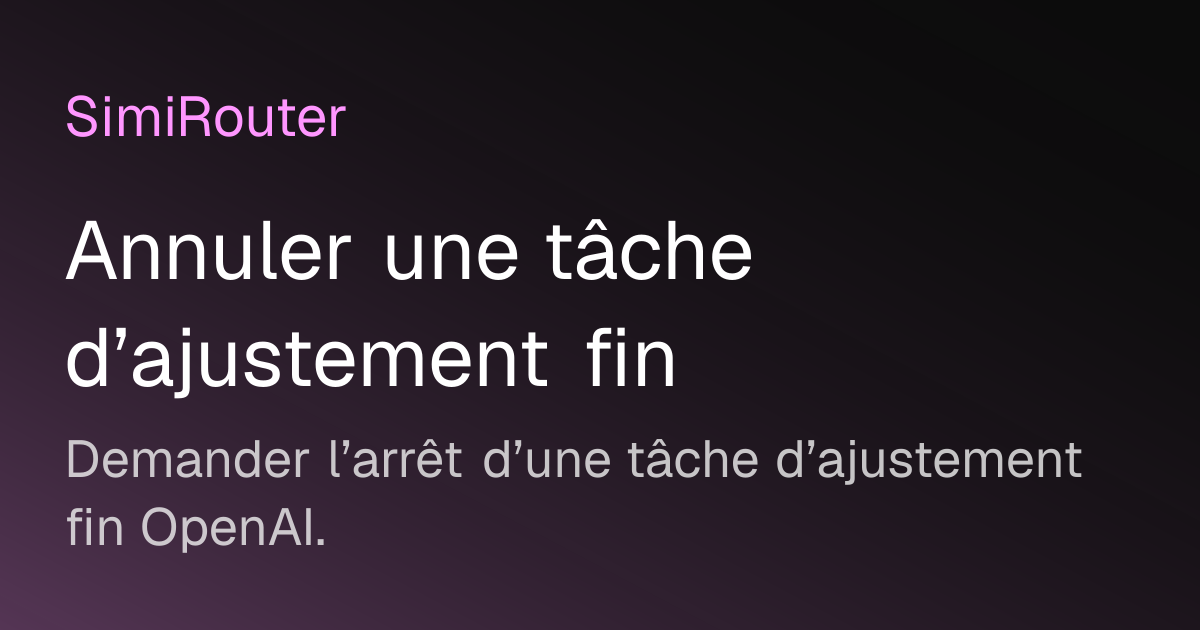 SimiRouter
Annuler une tâche
d’ajustement fin
Demander l’arrêt d’une tâche d’ajustement
fin OpenAI.